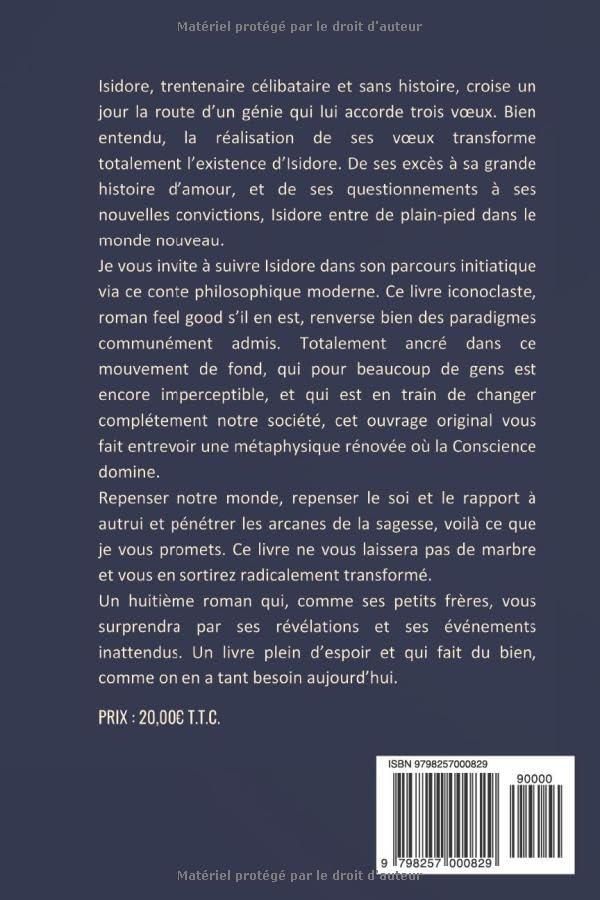 Matériel protégé par le droit d'auteur
Isidore, trentenaire célibataire et sans histoire, croise un
jour la route d’un génie qui lui accorde trois vœux. Bien
entendu, la réalisation de ses vœux transforme
totalement l’existence d’Isidore. De ses excès à sa grande
histoire d’amour, et de ses questionnements à ses
nouvelles convictions, Isidore entre de plain-pied dans le
monde nouveau.
Je vous invite à suivre Isidore dans son parcours initiatique
via ce conte philosophique moderne. Ce livre iconoclaste,
roman feel good s’il en est, renverse bien des paradigmes
communément admis. Totalement ancré dans ce
mouvement de fond, qui pour beaucoup de gens est
encore imperceptible, et qui est en train de changer
complétement notre société, cet ouvrage original vous
fait entrevoir une métaphysique rénovée où la Conscience
domine.
Repenser notre monde, repenser le soi et le rapport à
autrui et pénétrer les arcanes de la sagesse, voilà ce que
je vous promets. Ce livre ne vous laissera pas de marbre
et vous en sortirez radicalement transformé.
Un huitième roman qui, comme ses petits frères, vous
surprendra par ses révélations et ses événements
inattendus. Un livre plein d’espoir et qui fait du bien,
comme on en a tant besoin aujourd’hui.
PRIX : 20,00€ T.T.C.
ISBN 9798257000829
90000
9 798257 000829
Matériel protégé par le droit d'auteur